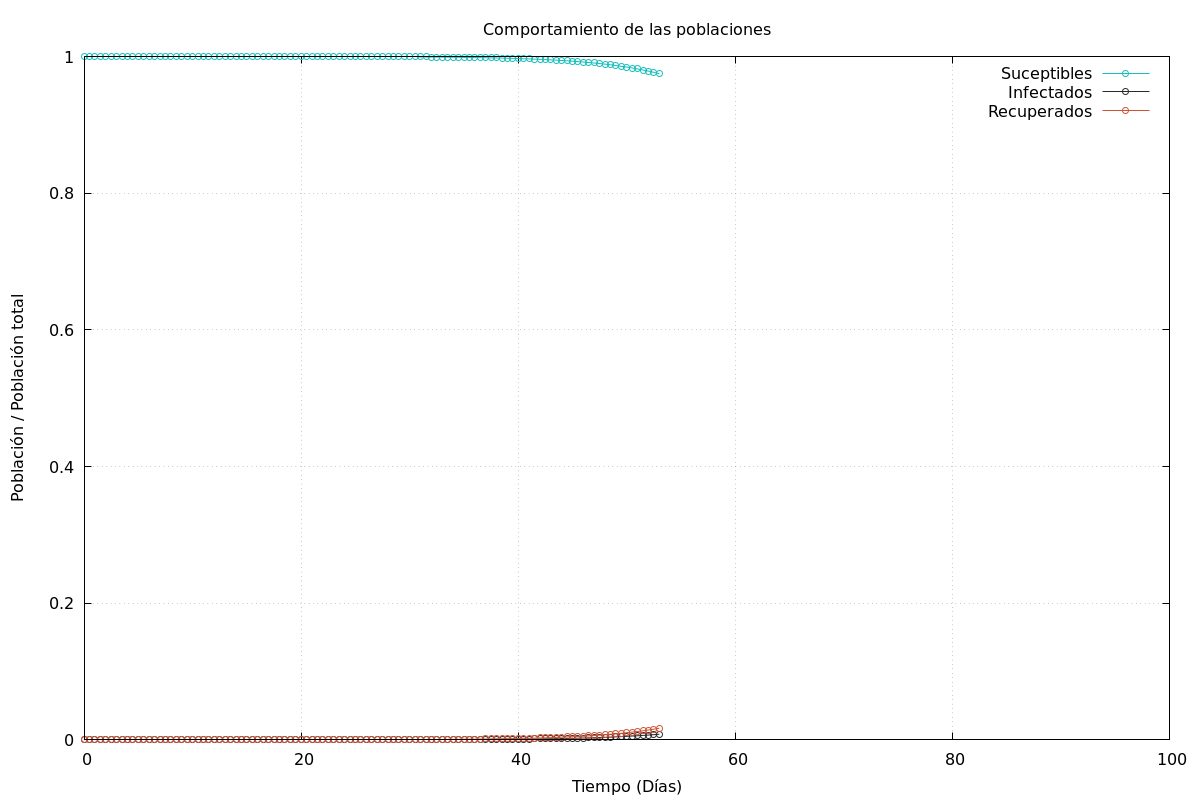 Comportamiento de las poblaciones
Suceptibles
Infectados
Recuperados
1
0.8
0.6
0.4
0.2
0
Población / Población total
0 20 40 60 80 100
Tiempo (Días)